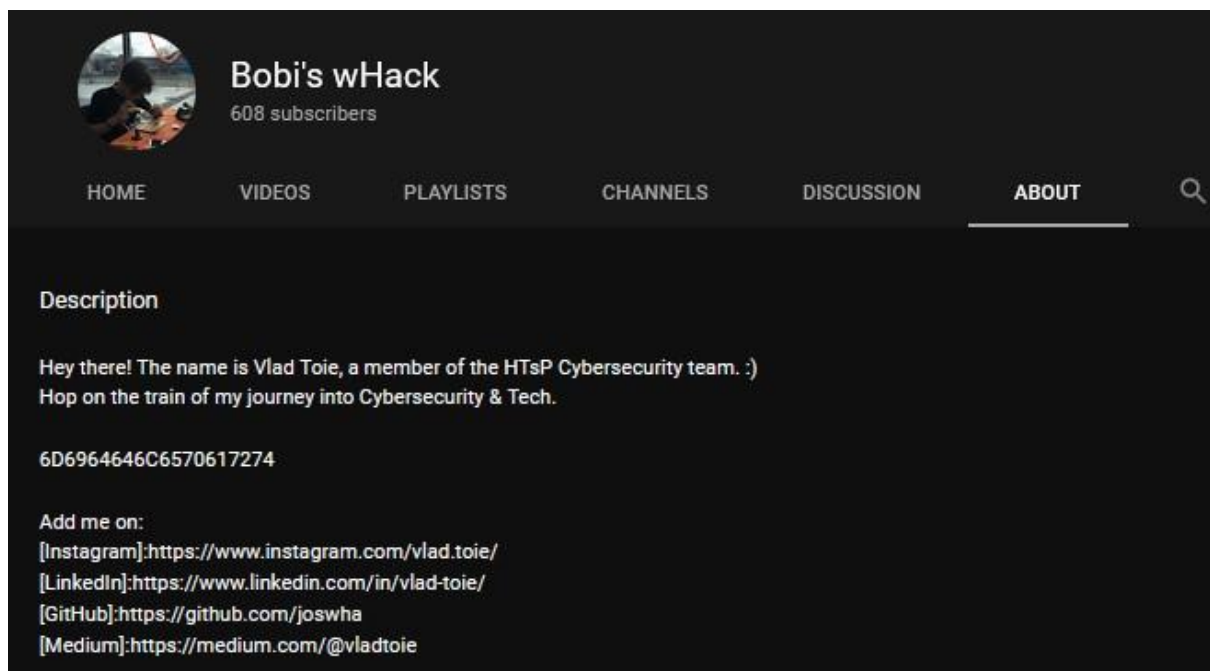 Bobi's wHack
608 subscribers
HOME VIDEOS PLAYLISTS CHANNELS DISCUSSION ABOUT
Description
Hey there! The name is Vlad Toie, a member of the HTsP Cybersecurity team. :)
Hop on the train of my journey into Cybersecurity & Tech.
6D6964646C6570617274
Add me on:
[Instagram]:https://www.instagram.com/vlad.toie/
[LinkedIn]:https://www.linkedin.com/in/vlad-toie/
[GitHub]:https://github.com/joswha
[Medium]:https://medium.com/@vladtoie